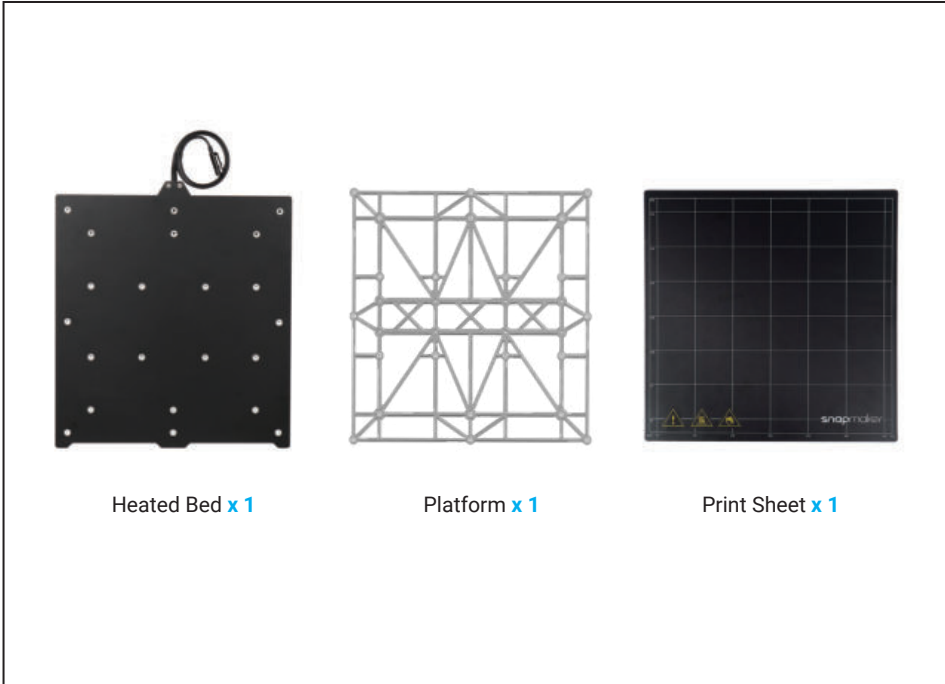 snapmaker
Heated Bed x 1
Platform x 1
Print Sheet x 1